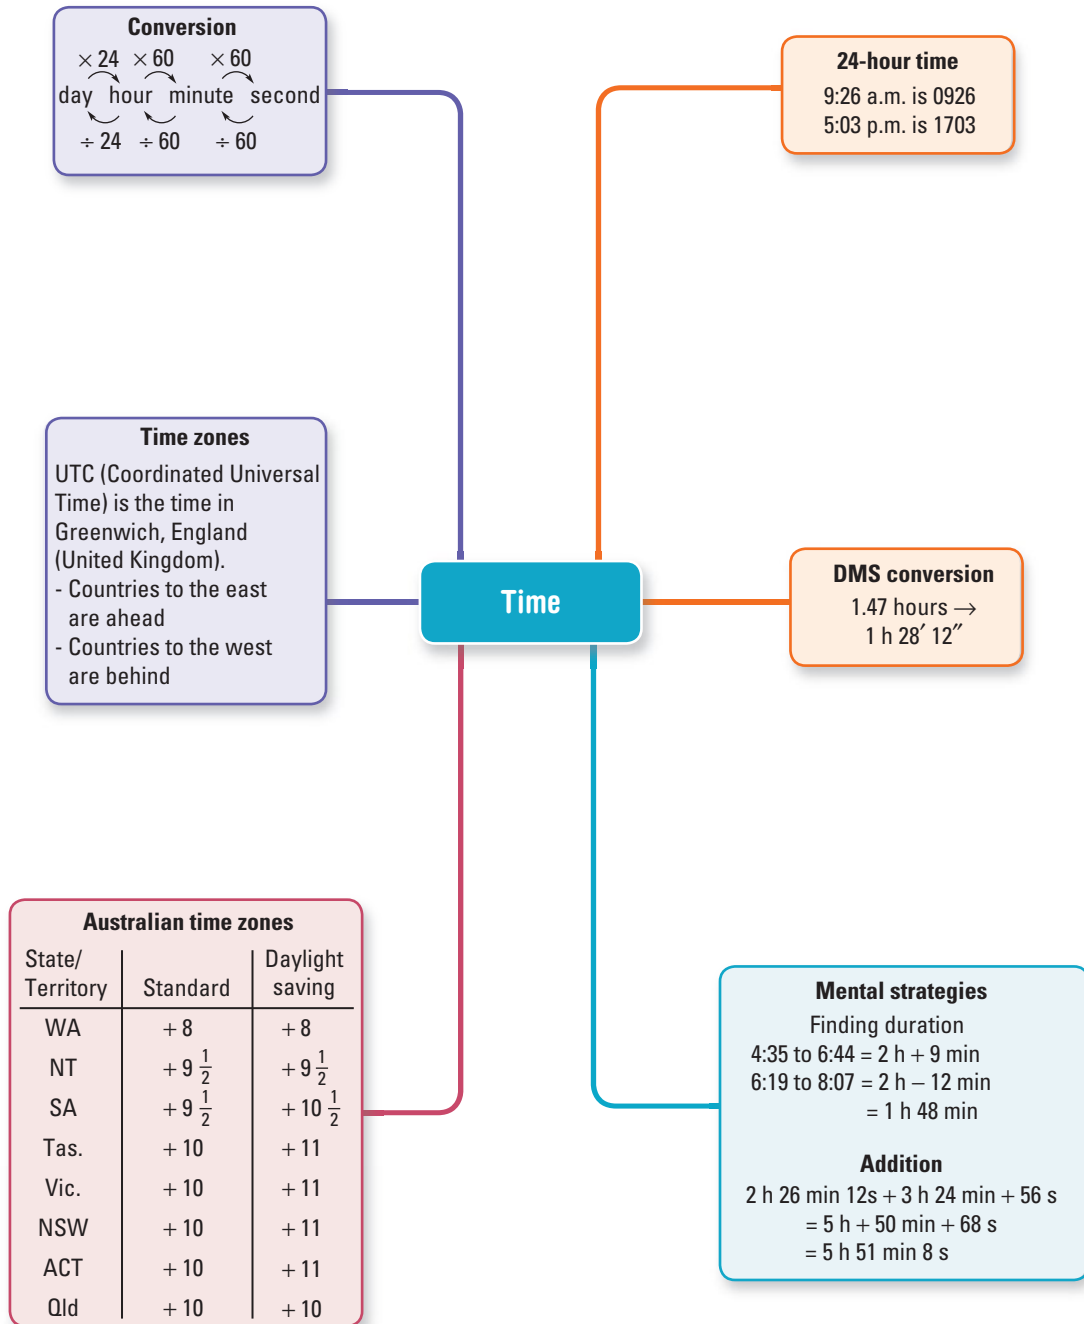 Conversion
× 24 × 60 × 60
day hour minute second
÷ 24 ÷ 60 ÷ 60
24-hour time
9:26 a.m. is 0926
5:03 p.m. is 1703
Time zones
UTC (Coordinated Universal
Time) is the time in
Greenwich, England
(United Kingdom).
- Countries to the east
are ahead
- Countries to the west
are behind
Time
DMS conversion
1.47 hours →
1 h 28′ 12″
Australian time zones
State/
Territory Standard Daylight
saving
WA + 8 + 8
NT + 9 1/2 + 9 1/2
SA + 9 1/2 + 10 1/2
Tas. + 10 + 11
Vic. + 10 + 11
NSW + 10 + 11
ACT + 10 + 11
Qld + 10 + 10
Mental strategies
Finding duration
4:35 to 6:44 = 2 h + 9 min
6:19 to 8:07 = 2 h − 12 min
= 1 h 48 min
Addition
2 h 26 min 12s + 3 h 24 min + 56 s
= 5 h + 50 min + 68 s
= 5 h 51 min 8 s